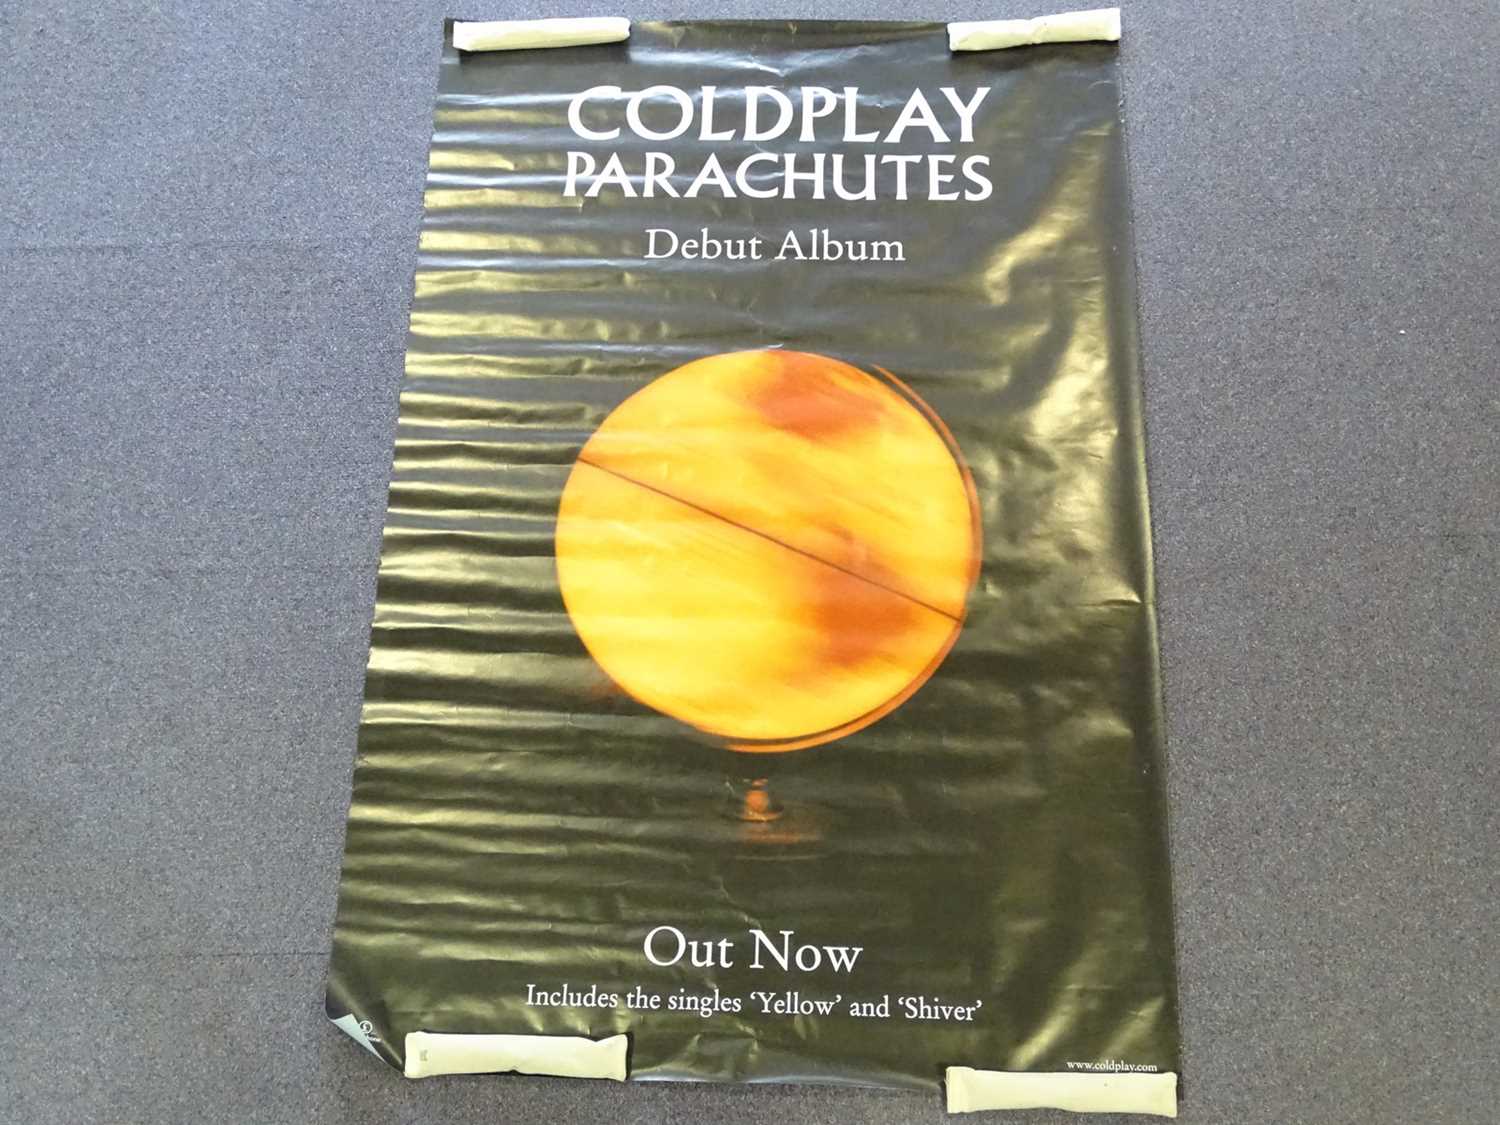 COLDPLAY
PARACHUTES
Debut Album
Out Now
Includes the singles ‘Yellow’ and ‘Shiver’
www.coldplay.com